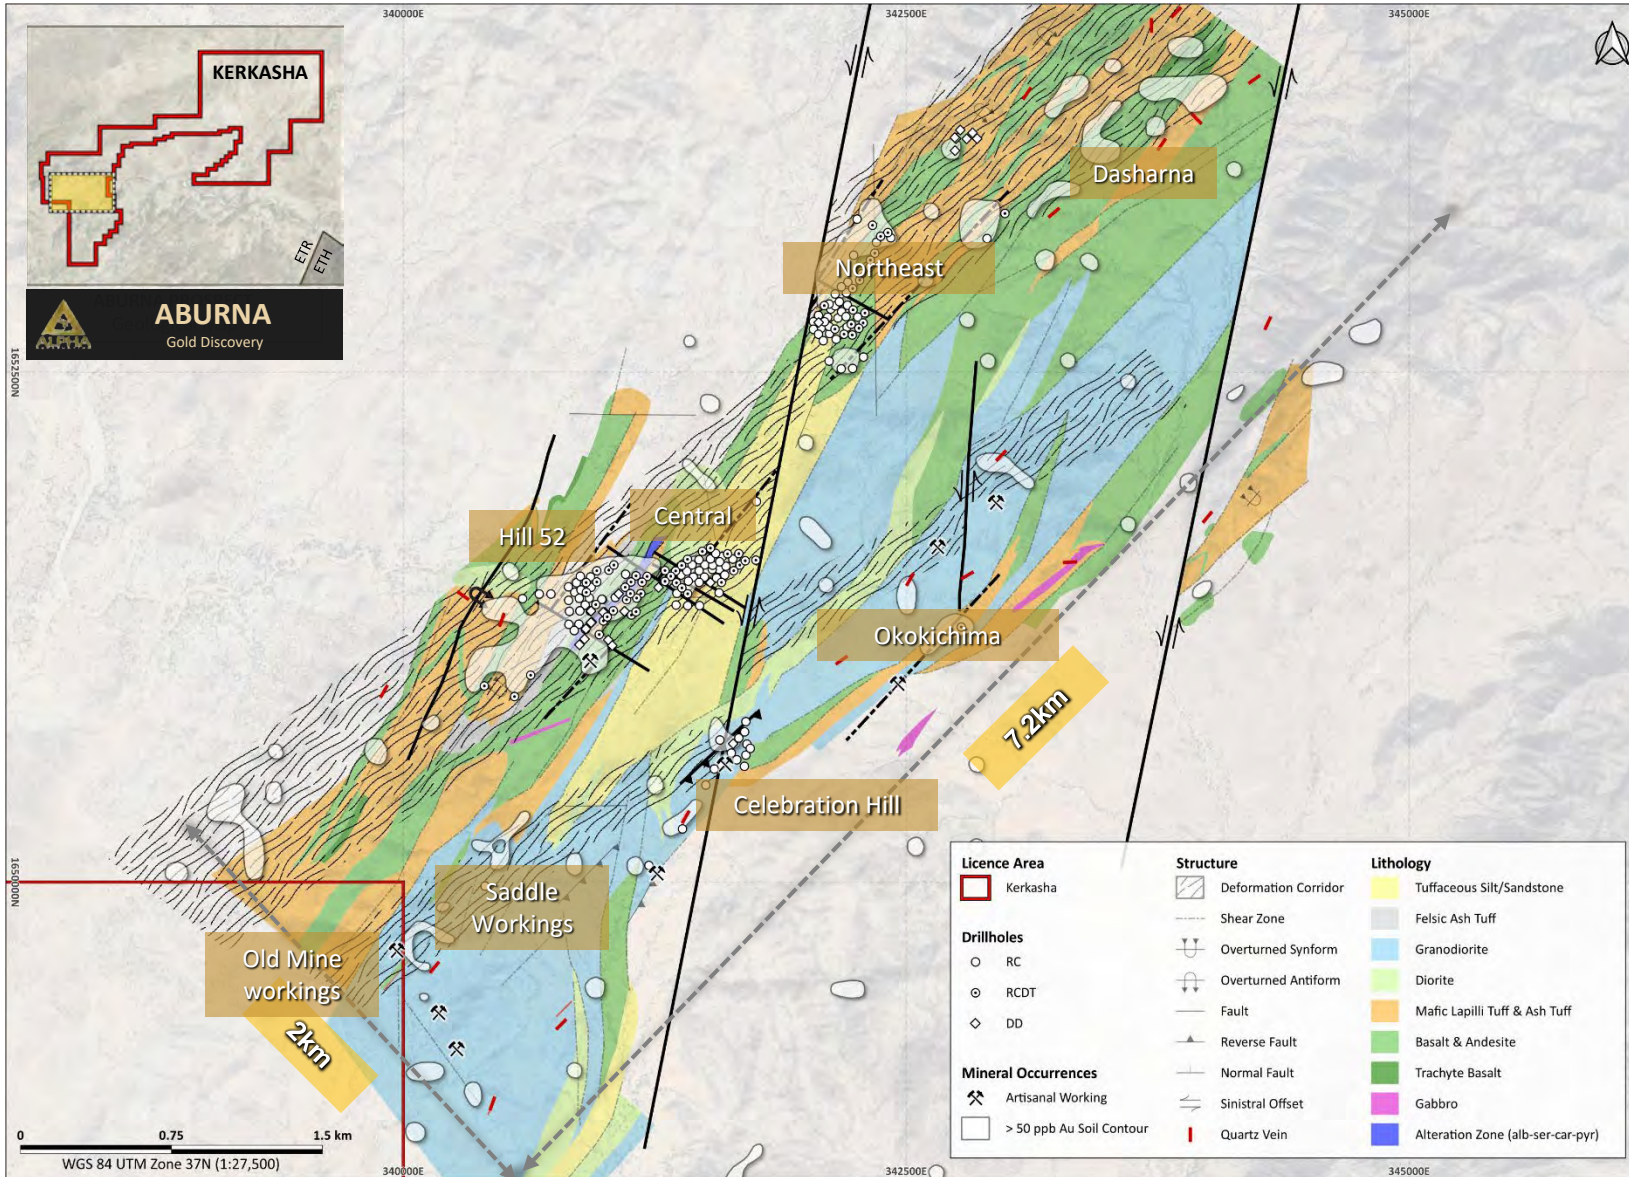 340000E
342500E
345000E
KERKASHA
ETR
ETH
ALPHA
ABURNA
Gold Discovery
1652500N
1650000N
Dasharna
Northeast
Central
Hill 52
Okokichima
7.2km
Celebration Hill
Saddle
Workings
Old Mine
workings
2km
0
0.75
1.5 km
WGS 84 UTM Zone 37N (1:27,500)
Licence Area
Kerkasha
Drillholes
RC
RCDT
DD
Mineral Occurrences
Artisanal Working
> 50 ppb Au Soil Contour
Structure
Deformation Corridor
Shear Zone
Overturned Synform
Overturned Antiform
Fault
Reverse Fault
Normal Fault
Sinistral Offset
Quartz Vein
Lithology
Tuffaceous Silt/Sandstone
Felsic Ash Tuff
Granodiorite
Diorite
Mafic Lapilli Tuff & Ash Tuff
Basalt & Andesite
Trachyte Basalt
Gabbro
Alteration Zone (alb-ser-car-pyr)
340000E
342500E
345000E